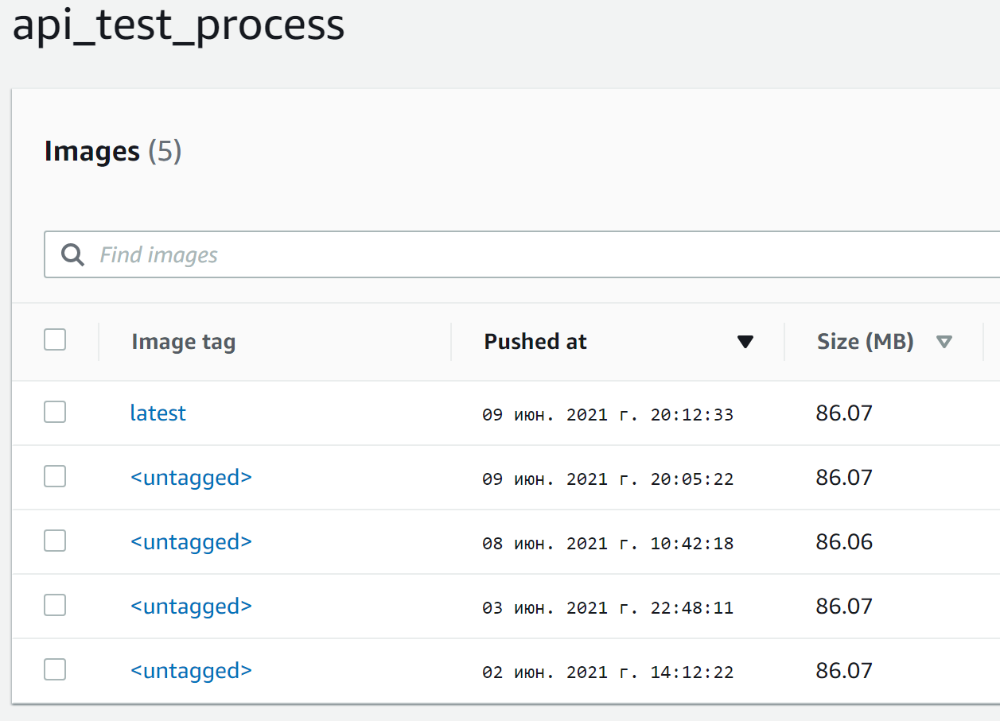 api_test_process
Images (5)
Find images
Image tag Pushed at Size (MB)
latest 09 июн. 2021 г. 20:12:33 86.07
<untagged> 09 июн. 2021 г. 20:05:22 86.07
<untagged> 08 июн. 2021 г. 10:42:18 86.06
<untagged> 03 июн. 2021 г. 22:48:11 86.07
<untagged> 02 июн. 2021 г. 14:12:22 86.07